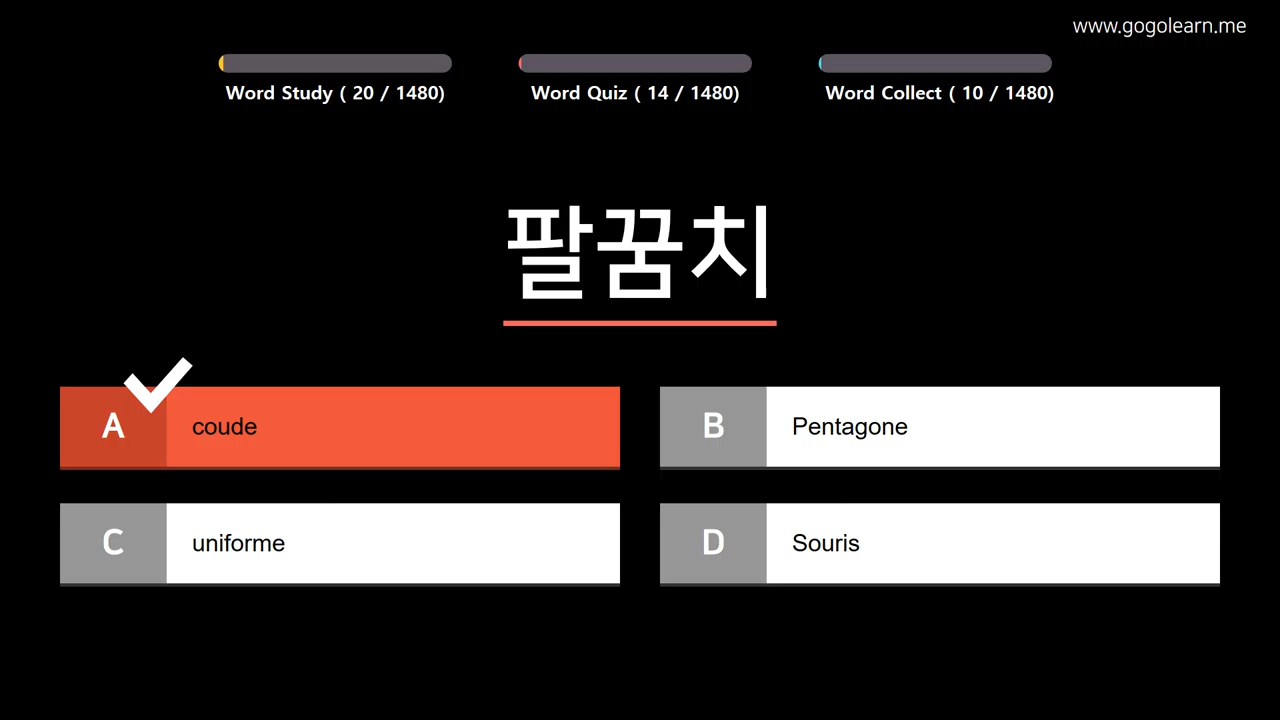 www.gogolearn.me
Word Study ( 20 / 1480)
Word Quiz ( 14 / 1480)
Word Collect ( 10 / 1480)
팔꿈치
A coude
B Pentagone
C uniforme
D Souris